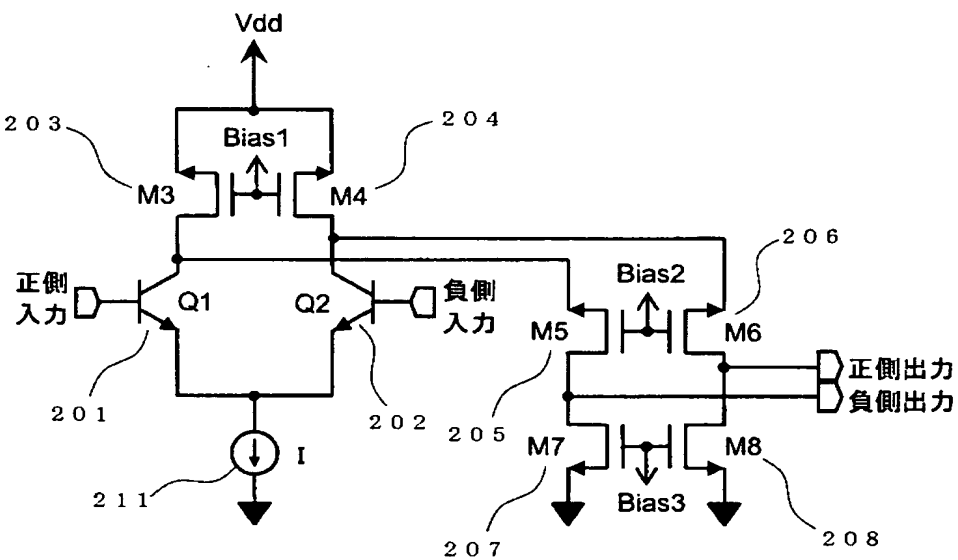 Vdd
203
204
Bias1
M3
M4
206
正側
入力
Q1
Q2
負側
入力
Bias2
M5
M6
正側出力
負側出力
201
202
205
I
M7
M8
211
Bias3
207
208